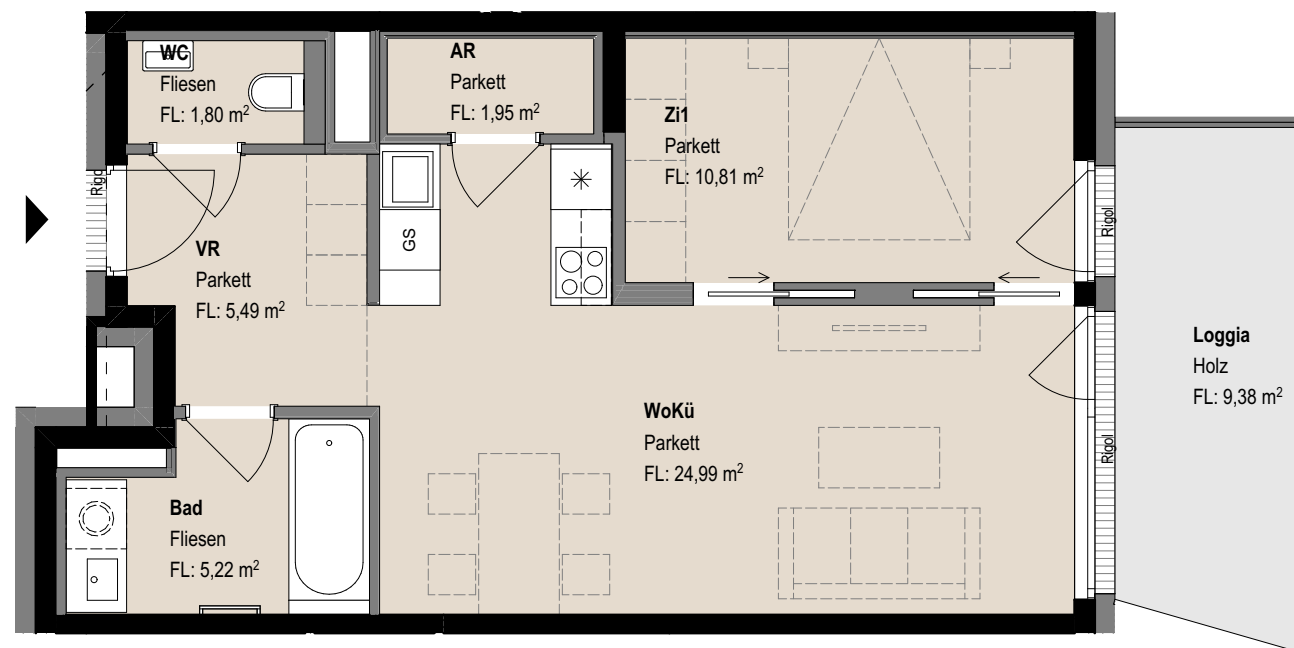 WC
Fliesen
FL: 1,80 m²
AR
Parkett
FL: 1,95 m²
Zi1
Parkett
FL: 10,81 m²
Rigol
GS
VR
Parkett
FL: 5,49 m²
Rigol
Loggia
Holz
FL: 9,38 m²
WoKü
Parkett
FL: 24,99 m²
Rigol
Bad
Fliesen
FL: 5,22 m²